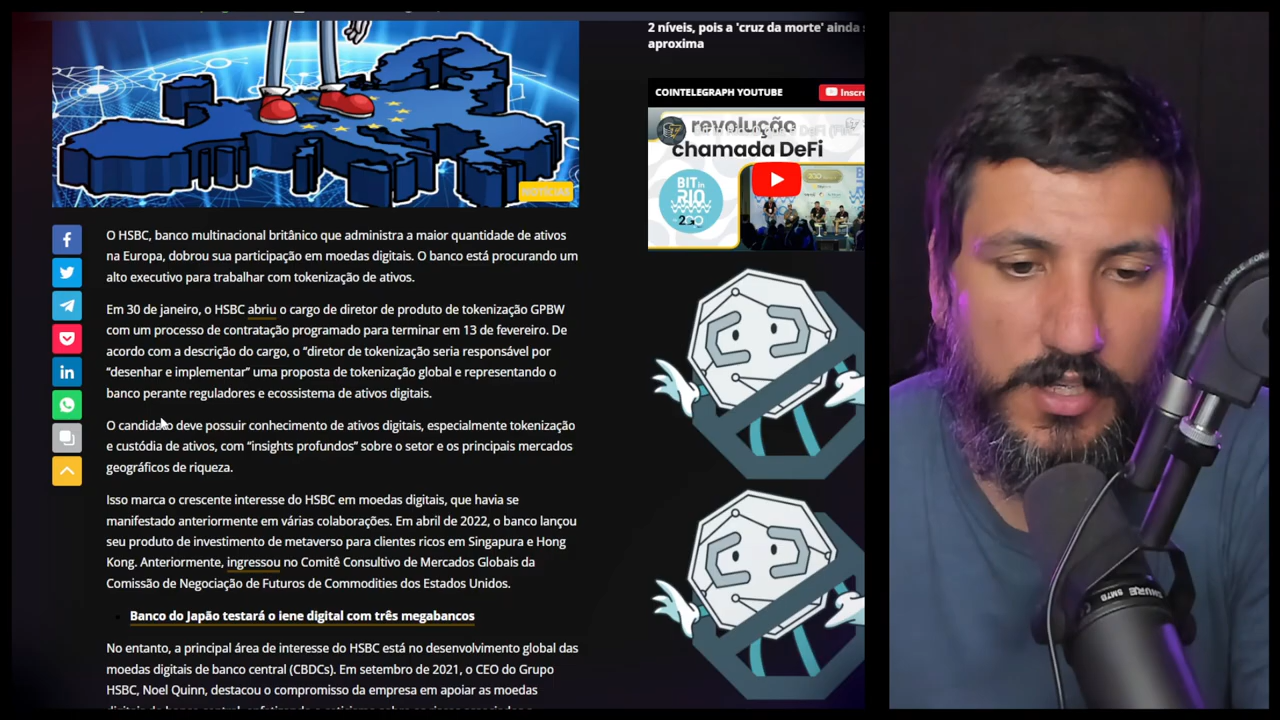 2 níveis, pois a 'cruz da morte' ainda s
aproxima
COINTELEGRAPH YOUTUBE
Inscre
revolução
chamada DeFi
BIT in
RIO
NOTÍCIAS
O HSBC, banco multinacional britânico que administra a maior quantidade de ativos
na Europa, dobrou sua participação em moedas digitais. O banco está procurando um
alto executivo para trabalhar com tokenização de ativos.
Em 30 de janeiro, o HSBC abriu o cargo de diretor de produto de tokenização GPBW
com um processo de contratação programado para terminar em 13 de fevereiro. De
acordo com a descrição do cargo, o “diretor de tokenização seria responsável por
“desenhar e implementar” uma proposta de tokenização global e representando o
banco perante reguladores e ecossistema de ativos digitais.
O candidato deve possuir conhecimento de ativos digitais, especialmente tokenização
e custódia de ativos, com “insights profundos” sobre o setor e os principais mercados
geográficos de riqueza.
Isso marca o crescente interesse do HSBC em moedas digitais, que havia se
manifestado anteriormente em várias colaborações. Em abril de 2022, o banco lançou
seu produto de investimento de metaverso para clientes ricos em Singapura e Hong
Kong. Anteriormente, ingressou no Comitê Consultivo de Mercados Globais da
Comissão de Negociação de Futuros de Commodities dos Estados Unidos.
Banco do Japão testará o iene digital com três megabancos
No entanto, a principal área de interesse do HSBC está no desenvolvimento global das
moedas digitais de banco central (CBDCs). Em setembro de 2021, o CEO do Grupo
HSBC, Noel Quinn, destacou o compromisso da empresa em apoiar as moedas